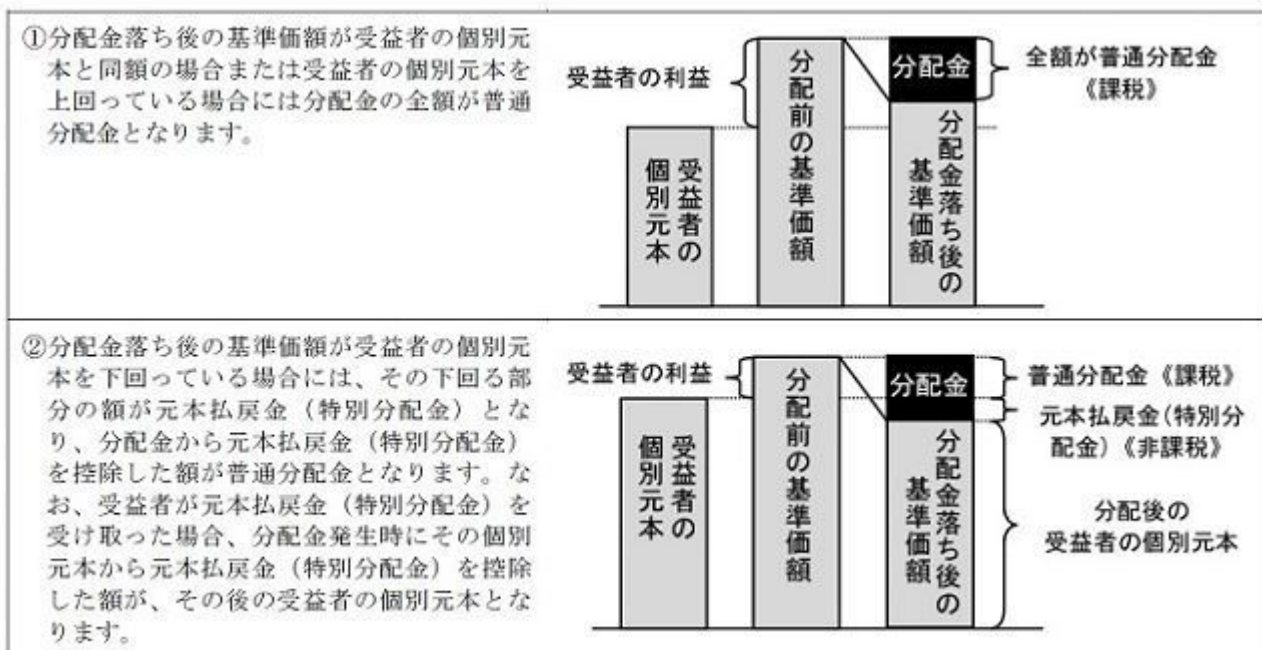 ①分配金落ち後の基準価額が受益者の個別元
本と同額の場合または受益者の個別元本を
上回っている場合には分配金の全額が普通
分配金となります。
受益者の利益
受益者の
個別元本
分配前の基準価額
分配金
分配金落ち後の
基準価額
全額が普通分配金
《課税》
②分配金落ち後の基準価額が受益者の個別元
本を下回っている場合には、その下回る部
分の額が元本払戻金（特別分配金）とな
り、分配金から元本払戻金（特別分配金）
を控除した額が普通分配金となります。な
お、受益者が元本払戻金（特別分配金）を
受け取った場合、分配金発生時にその個別
元本から元本払戻金（特別分配金）を控除
した額が、その後の受益者の個別元本とな
ります。
受益者の利益
受益者の
個別元本
分配前の基準価額
分配金
分配金落ち後の
基準価額
普通分配金《課税》
元本払戻金(特別分
配金)《非課税》
分配後の
受益者の個別元本